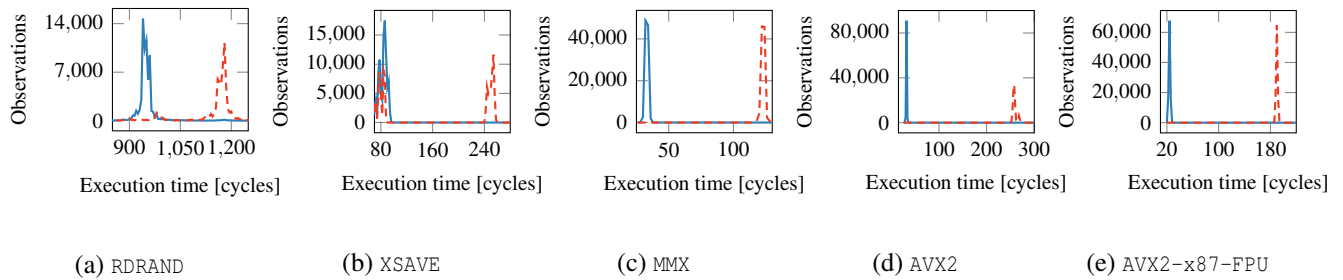 Observations
14,000
7,000
0
900
1,050
1,200
Execution time [cycles]
(a) RDRAND
Observations
15,000
10,000
5,000
0
80
160
240
Execution time [cycles]
(b) XSAVE
Observations
40,000
20,000
0
50
100
Execution time [cycles]
(c) MMX
Observations
80,000
40,000
0
100
200
300
Execution time [cycles]
(d) AVX2
Observations
60,000
40,000
20,000
0
20
100
180
Execution time [cycles]
(e) AVX2-x87-FPU